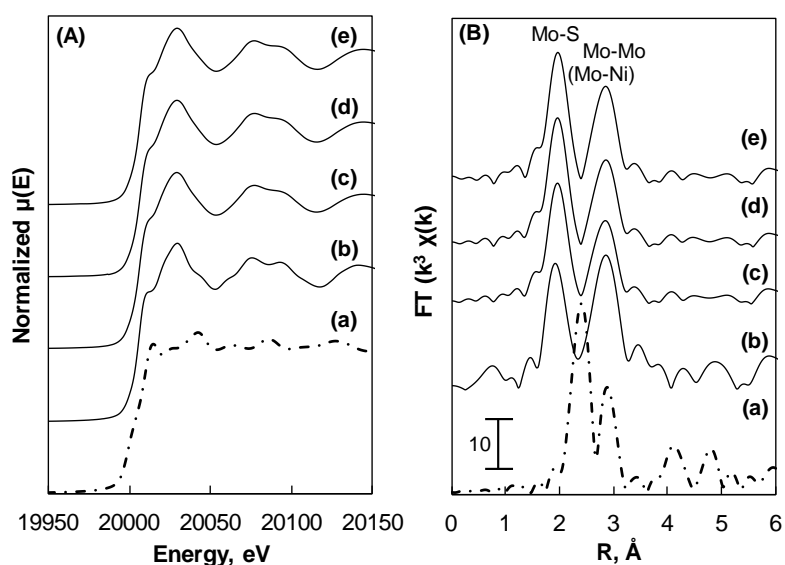 (A)
(e)
(d)
(c)
(b)
(a)
Normalized μ(E)
19950 20000 20050 20100 20150
Energy, eV
(B)
Mo-S
Mo-Mo
(Mo-Ni)
(e)
(d)
(c)
(b)
(a)
10
FT (k³ χ(k)
0 1 2 3 4 5 6
R, Å